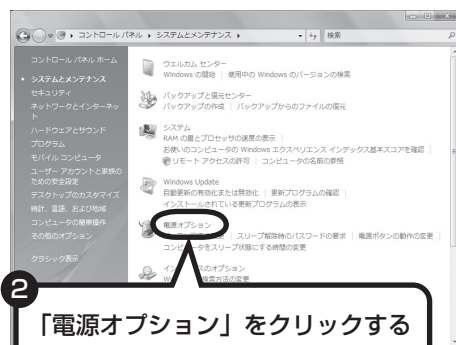 コントロール パネル ▸ システムとメンテナンス ▸
検索
コントロール パネル ホーム
システムとメンテナンス
セキュリティ
ネットワークとインターネッ
ト
ハードウェアとサウンド
プログラム
モバイル コンピュータ
ユーザー アカウントと家族の
ための安全設定
デスクトップのカスタマイズ
時計、言語、および地域
コンピュータの簡単操作
その他のオプション
クラシック表示
ウエルカム センター
Windows の開始 | 使用中の Windows のバージョンの検索
バックアップと復元センター
バックアップの作成 | バックアップからのファイルの復元
システム
RAM の量とプロセッサの速度の表示
お使いのコンピュータの Windows エクスペリエンス インデックス基本スコアを確認
リモート アクセスの許可 | コンピュータの名前の参照
Windows Update
自動更新の有効化または無効化 | 更新プログラムの確認
インストールされている更新プログラムの表示
電源オプション
スリープ解除時のパスワードの要求 | 電源ボタンの動作の変更
コンピュータをスリープ状態にする時間の変更
のオプション
検索方法の変更
2
「電源オプション」をクリックする